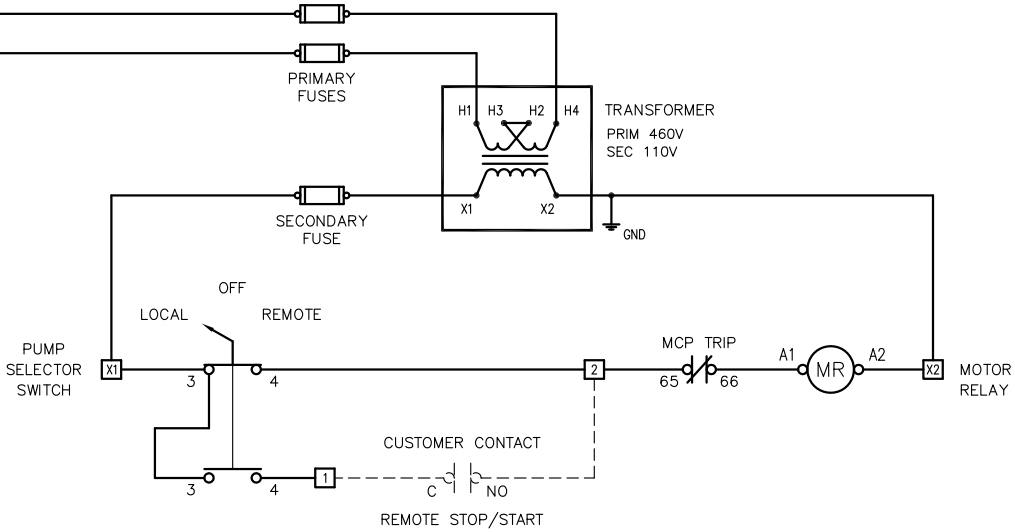 PRIMARY
FUSES
H1 H3 H2 H4
TRANSFORMER
PRIM 460V
SEC 110V
X1 X2
SECONDARY
FUSE
GND
OFF
LOCAL REMOTE
PUMP
SELECTOR
SWITCH
X1
3 4
2
MCP TRIP
65 66
A1 A2
MR
X2
MOTOR
RELAY
CUSTOMER CONTACT
3 4
1
C NO
REMOTE STOP/START